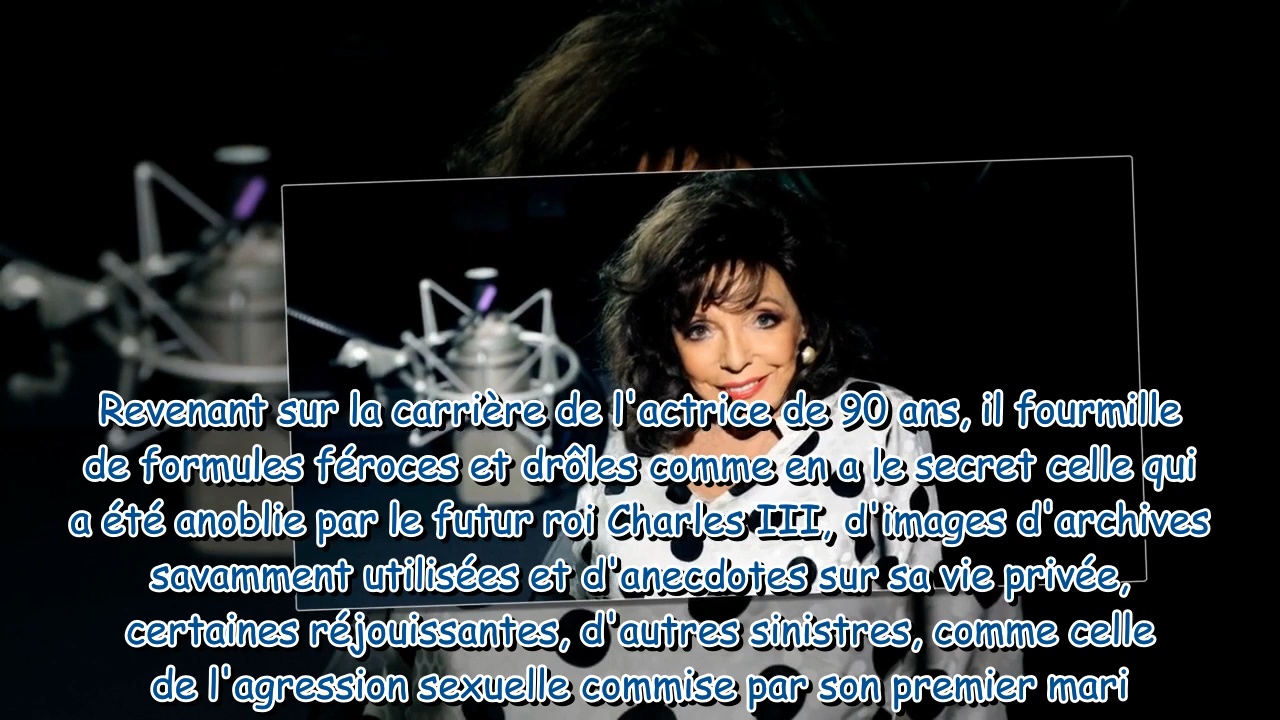 Revenant sur la carrière de l'actrice de 90 ans, il fourmille
de formules féroces et drôles comme en a le secret celle qui
a été anoblie par le futur roi Charles III, d'images d'archives
savamment utilisées et d'anecdotes sur sa vie privée,
certaines réjouissantes, d'autres sinistres, comme celle
de l'agression sexuelle commise par son premier mari